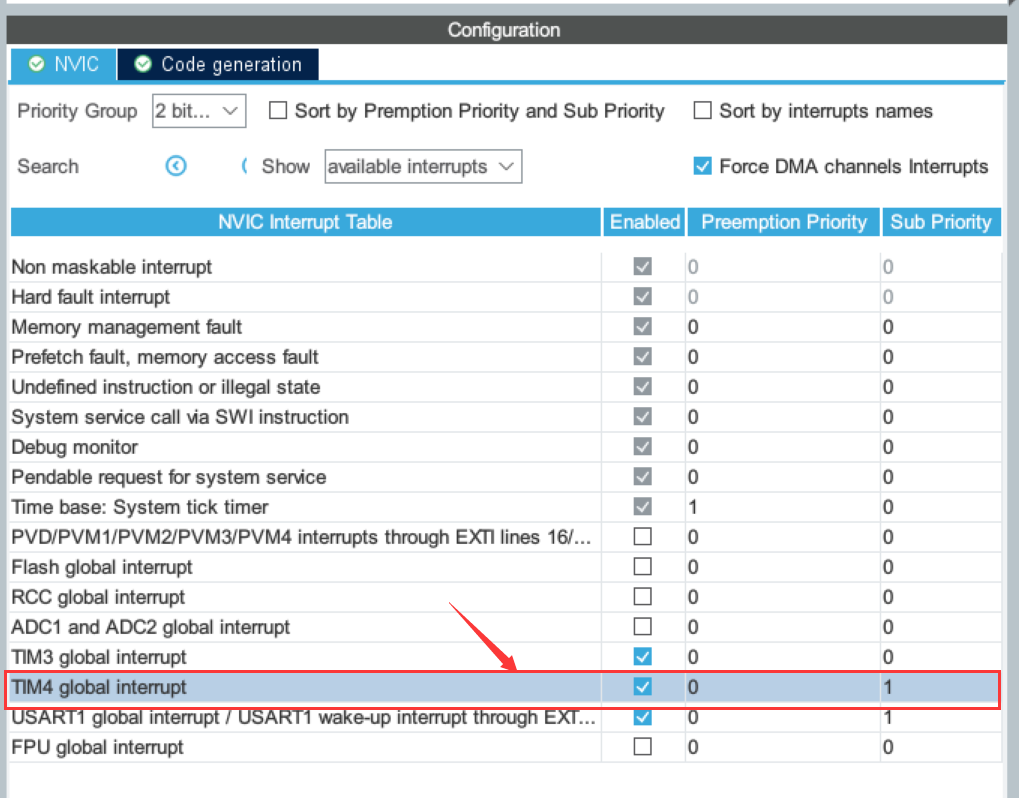 Configuration
NVIC Code generation
Priority Group 2 bit... Sort by Premption Priority and Sub Priority Sort by interrupts names
Search Show available interrupts Force DMA channels Interrupts
NVIC Interrupt Table Enabled Preemption Priority Sub Priority
Non maskable interrupt 0 0
Hard fault interrupt 0 0
Memory management fault 0 0
Prefetch fault, memory access fault 0 0
Undefined instruction or illegal state 0 0
System service call via SWI instruction 0 0
Debug monitor 0 0
Pendable request for system service 0 0
Time base: System tick timer 1 0
PVD/PVM1/PVM2/PVM3/PVM4 interrupts through EXTI lines 16/... 0 0
Flash global interrupt 0 0
RCC global interrupt 0 0
ADC1 and ADC2 global interrupt 0 0
TIM3 global interrupt 0 0
TIM4 global interrupt 0 1
USART1 global interrupt / USART1 wake-up interrupt through EXT... 0 1
FPU global interrupt 0 0